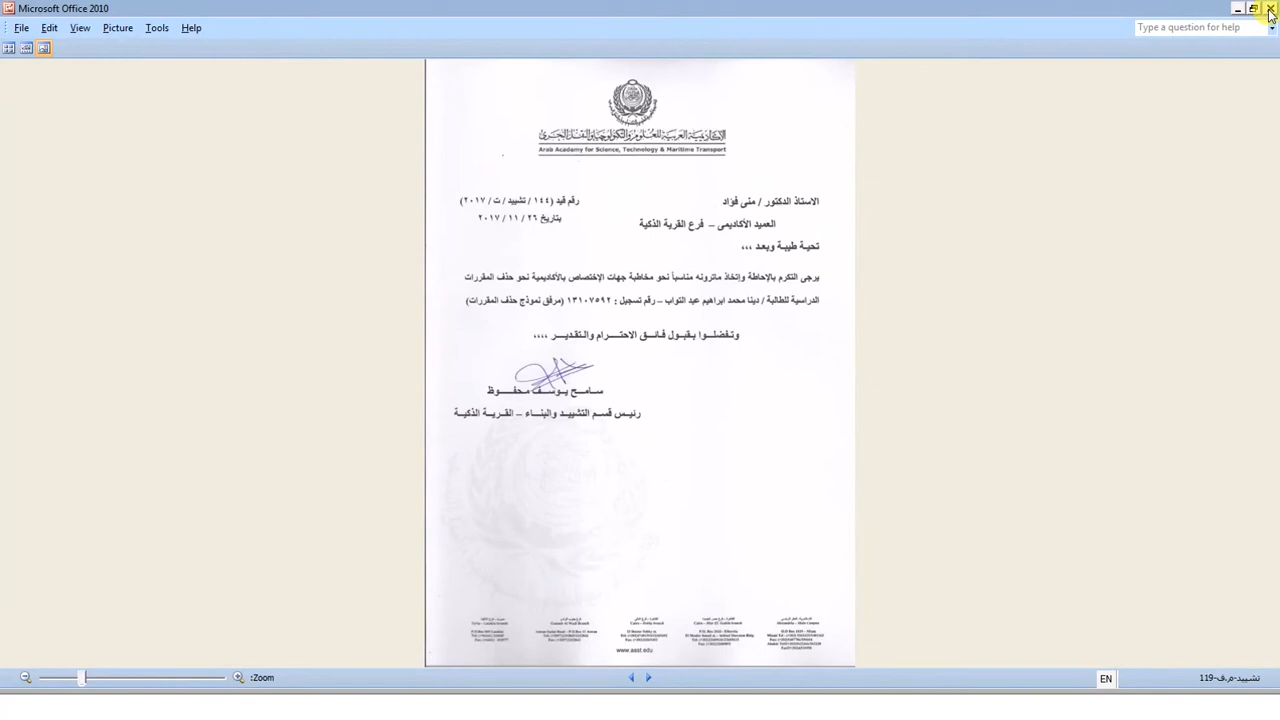 Microsoft Office 2010
File Edit View Picture Tools Help
Type a question for help
الأكاديمية العربية للعلوم والتكنولوجيا والنقل البحرى
Arab Academy for Science, Technology & Maritime Transport
الاستاذ الدكتور / منى فؤاد
رقم قيد (١٤٤ / تشييد / ت / ٢٠١٧)
العميد الأكاديمى – فرع القرية الذكية
بتاريخ ٢٦ / ١١ / ٢٠١٧
تحية طيبة وبعد ،،،
يرجى التكرم بالإحاطة وإتخاذ ماترونه مناسباً نحو مخاطبة جهات الإختصاص بالأكاديمية نحو حذف المقررات
الدراسية للطالبة / دينا محمد ابراهيم عبد التواب – رقم تسجيل : ١٣١٠٧٥٩٢ (مرفق نموذج حذف المقررات)
وتفضلوا بقبول فائق الاحترام والتقدير ،،،،
سامح يوسف محفوظ
رئيس قسم التشييد والبناء – القرية الذكية
www.aast.edu
Zoom:
EN
تشييد-م.ف-119